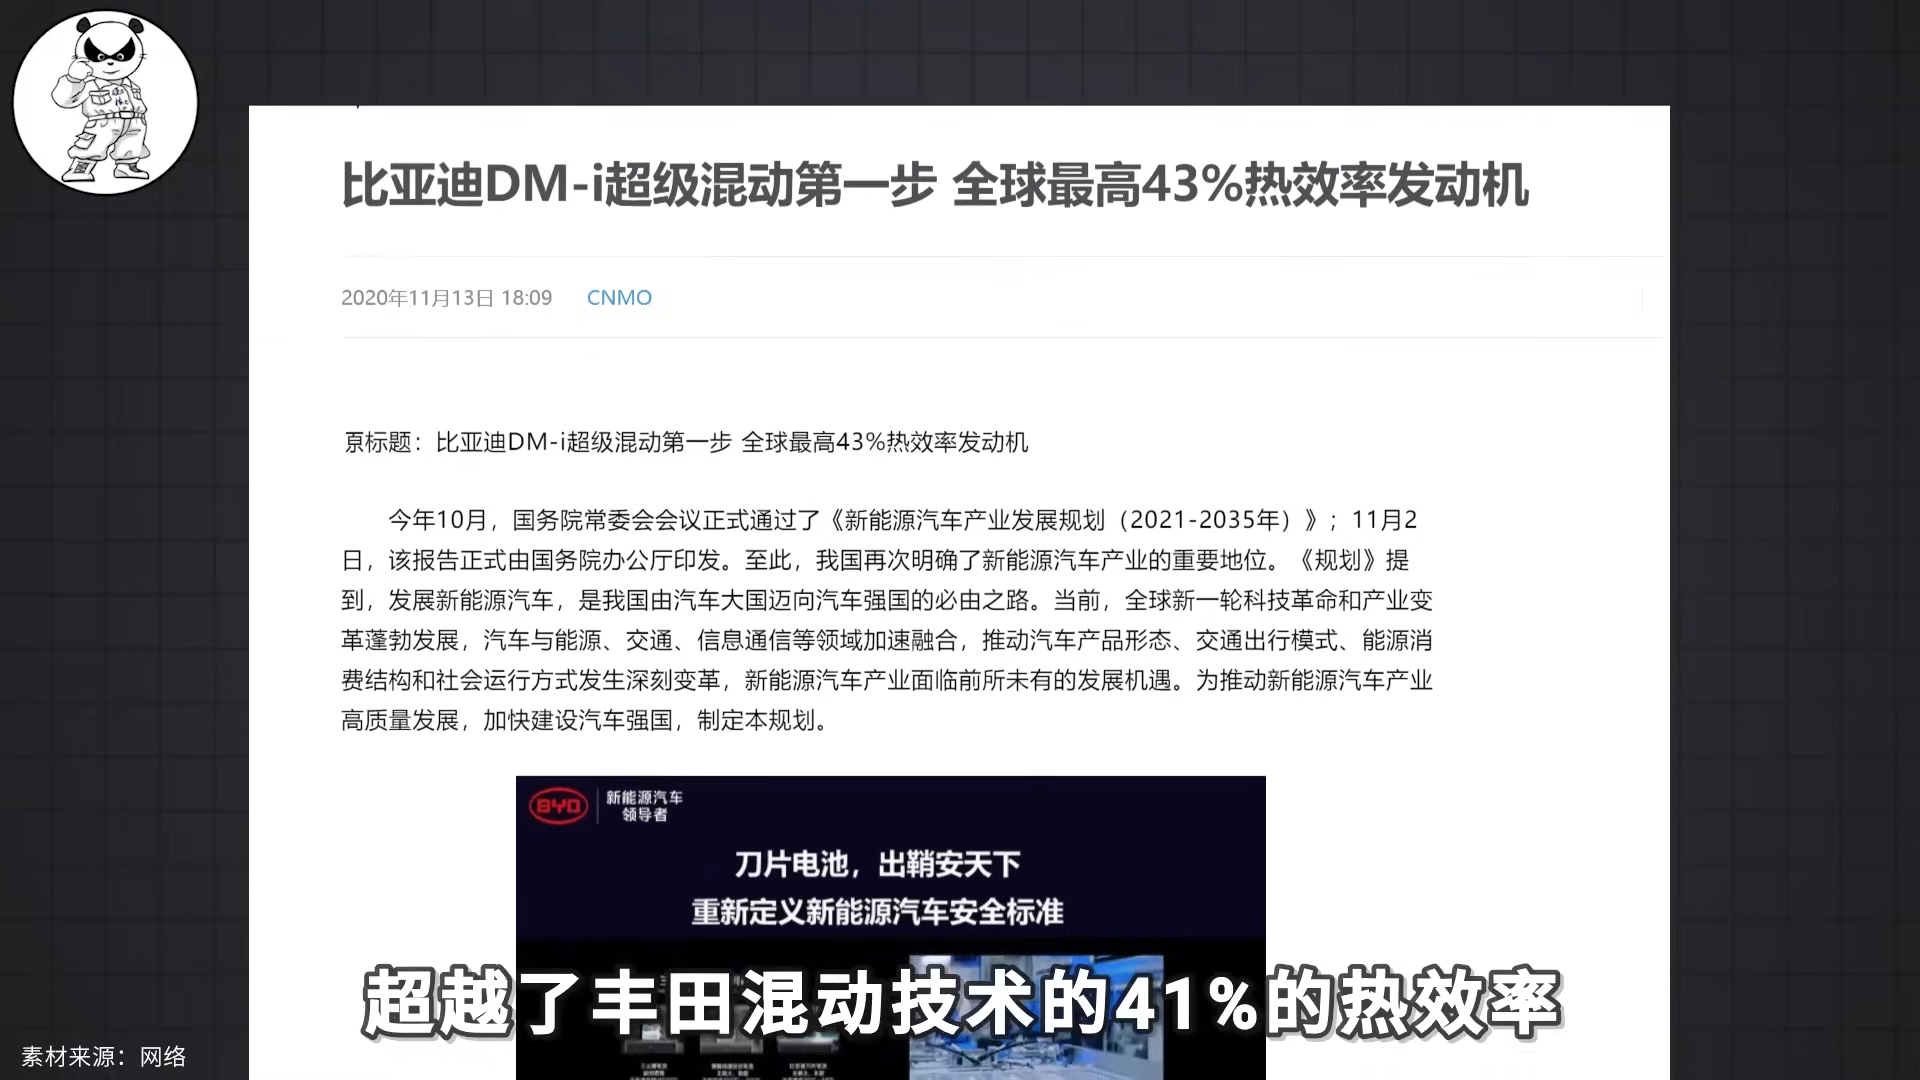 比亚迪DM-i超级混动第一步 全球最高43%热效率发动机
2020年11月13日 18:09 CNMO
原标题：比亚迪DM-i超级混动第一步 全球最高43%热效率发动机
今年10月，国务院常委会会议正式通过了《新能源汽车产业发展规划（2021-2035年）》；11月2
日，该报告正式由国务院办公厅印发。至此，我国再次明确了新能源汽车产业的重要地位。《规划》提
到，发展新能源汽车，是我国由汽车大国迈向汽车强国的必由之路。当前，全球新一轮科技革命和产业变
革蓬勃发展，汽车与能源、交通、信息通信等领域加速融合，推动汽车产品形态、交通出行模式、能源消
费结构和社会运行方式发生深刻变革，新能源汽车产业面临前所未有的发展机遇。为推动新能源汽车产业
高质量发展，加快建设汽车强国，制定本规划。
BYD 新能源汽车
领导者
刀片电池，出鞘安天下
重新定义新能源汽车安全标准
超越了丰田混动技术的41%的热效率
素材来源：网络